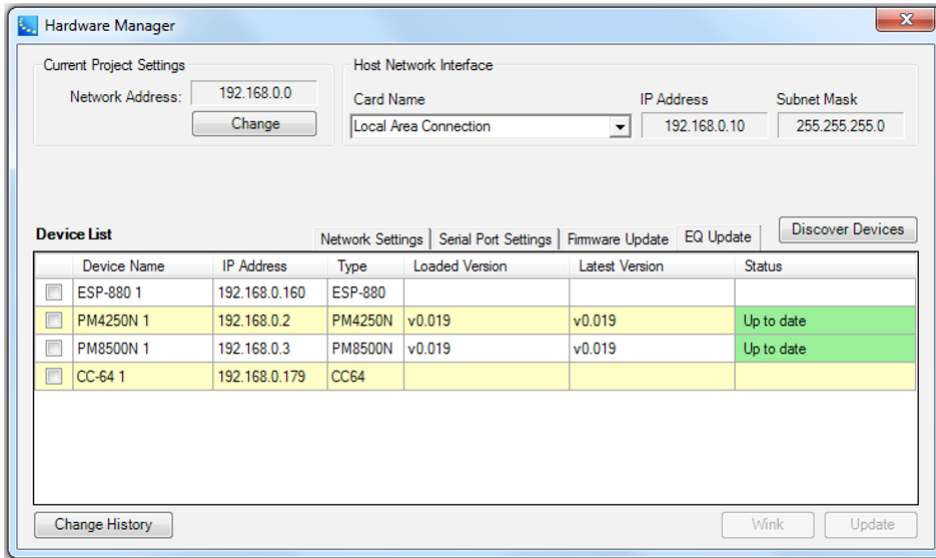 Hardware Manager
Current Project Settings
Network Address: 192.168.0.0
Change
Host Network Interface
Card Name IP Address Subnet Mask
Local Area Connection 192.168.0.10 255.255.255.0
Device List Network Settings Serial Port Settings Firmware Update EQ Update Discover Devices
Device Name IP Address Type Loaded Version Latest Version Status
ESP-880 1 192.168.0.160 ESP-880
PM4250N 1 192.168.0.2 PM4250N v0.019 v0.019 Up to date
PM8500N 1 192.168.0.3 PM8500N v0.019 v0.019 Up to date
CC-64 1 192.168.0.179 CC64
Change History Wink Update